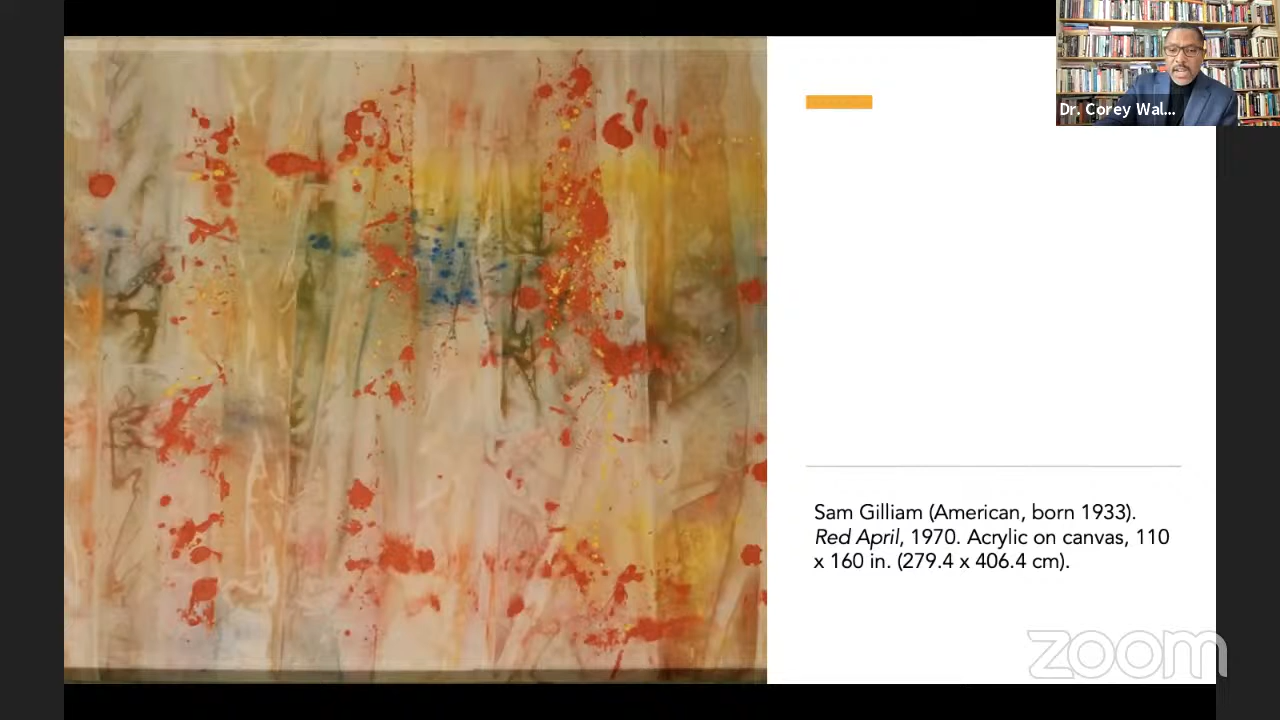 Dr. Corey Wal...
Sam Gilliam (American, born 1933).
Red April, 1970. Acrylic on canvas, 110
x 160 in. (279.4 x 406.4 cm).
zoom